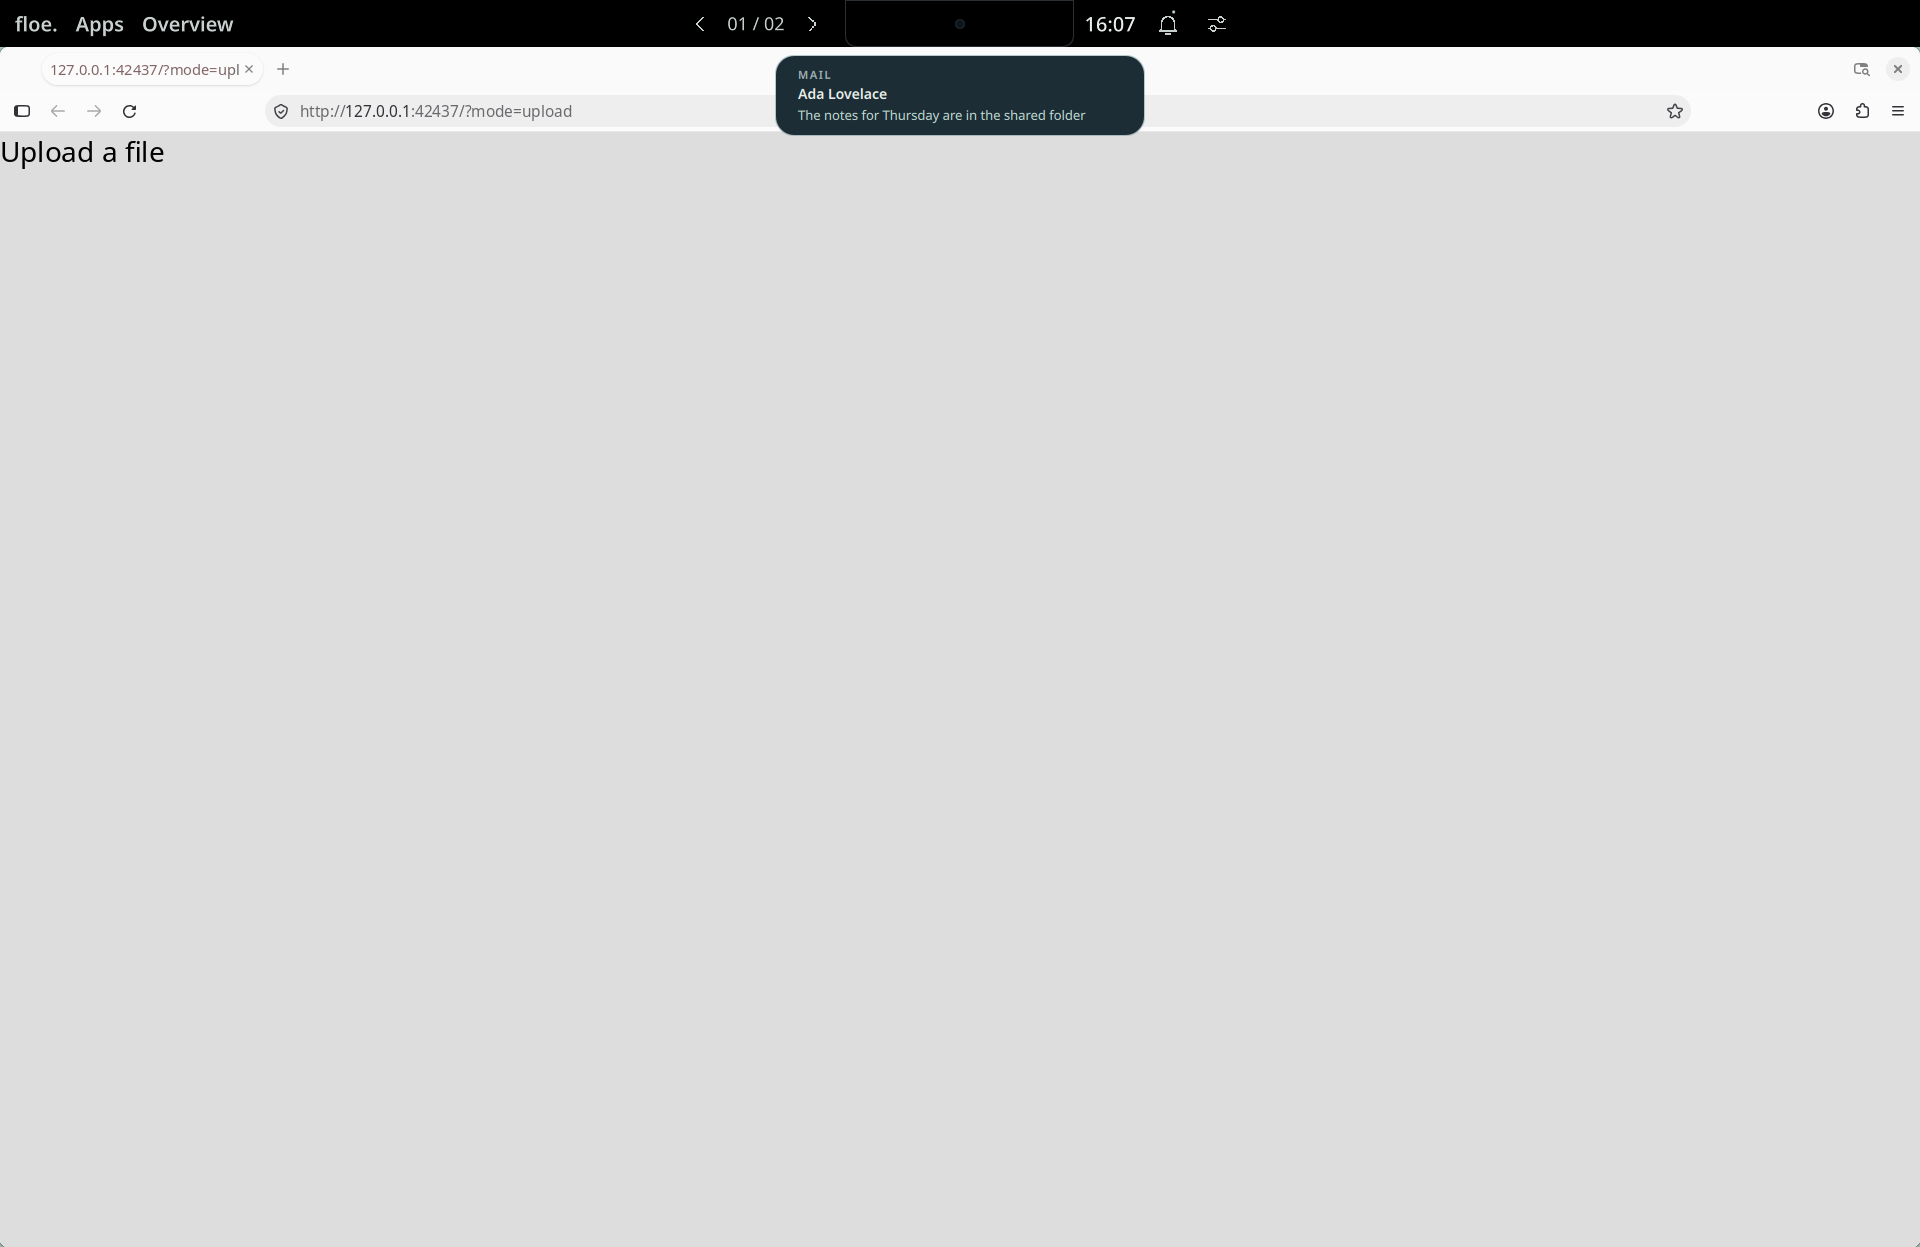 floe. Apps Overview 01 / 02 16:07
127.0.0.1:42437/?mode=upl
http://127.0.0.1:42437/?mode=upload
MAIL
Ada Lovelace
The notes for Thursday are in the shared folder
Upload a file